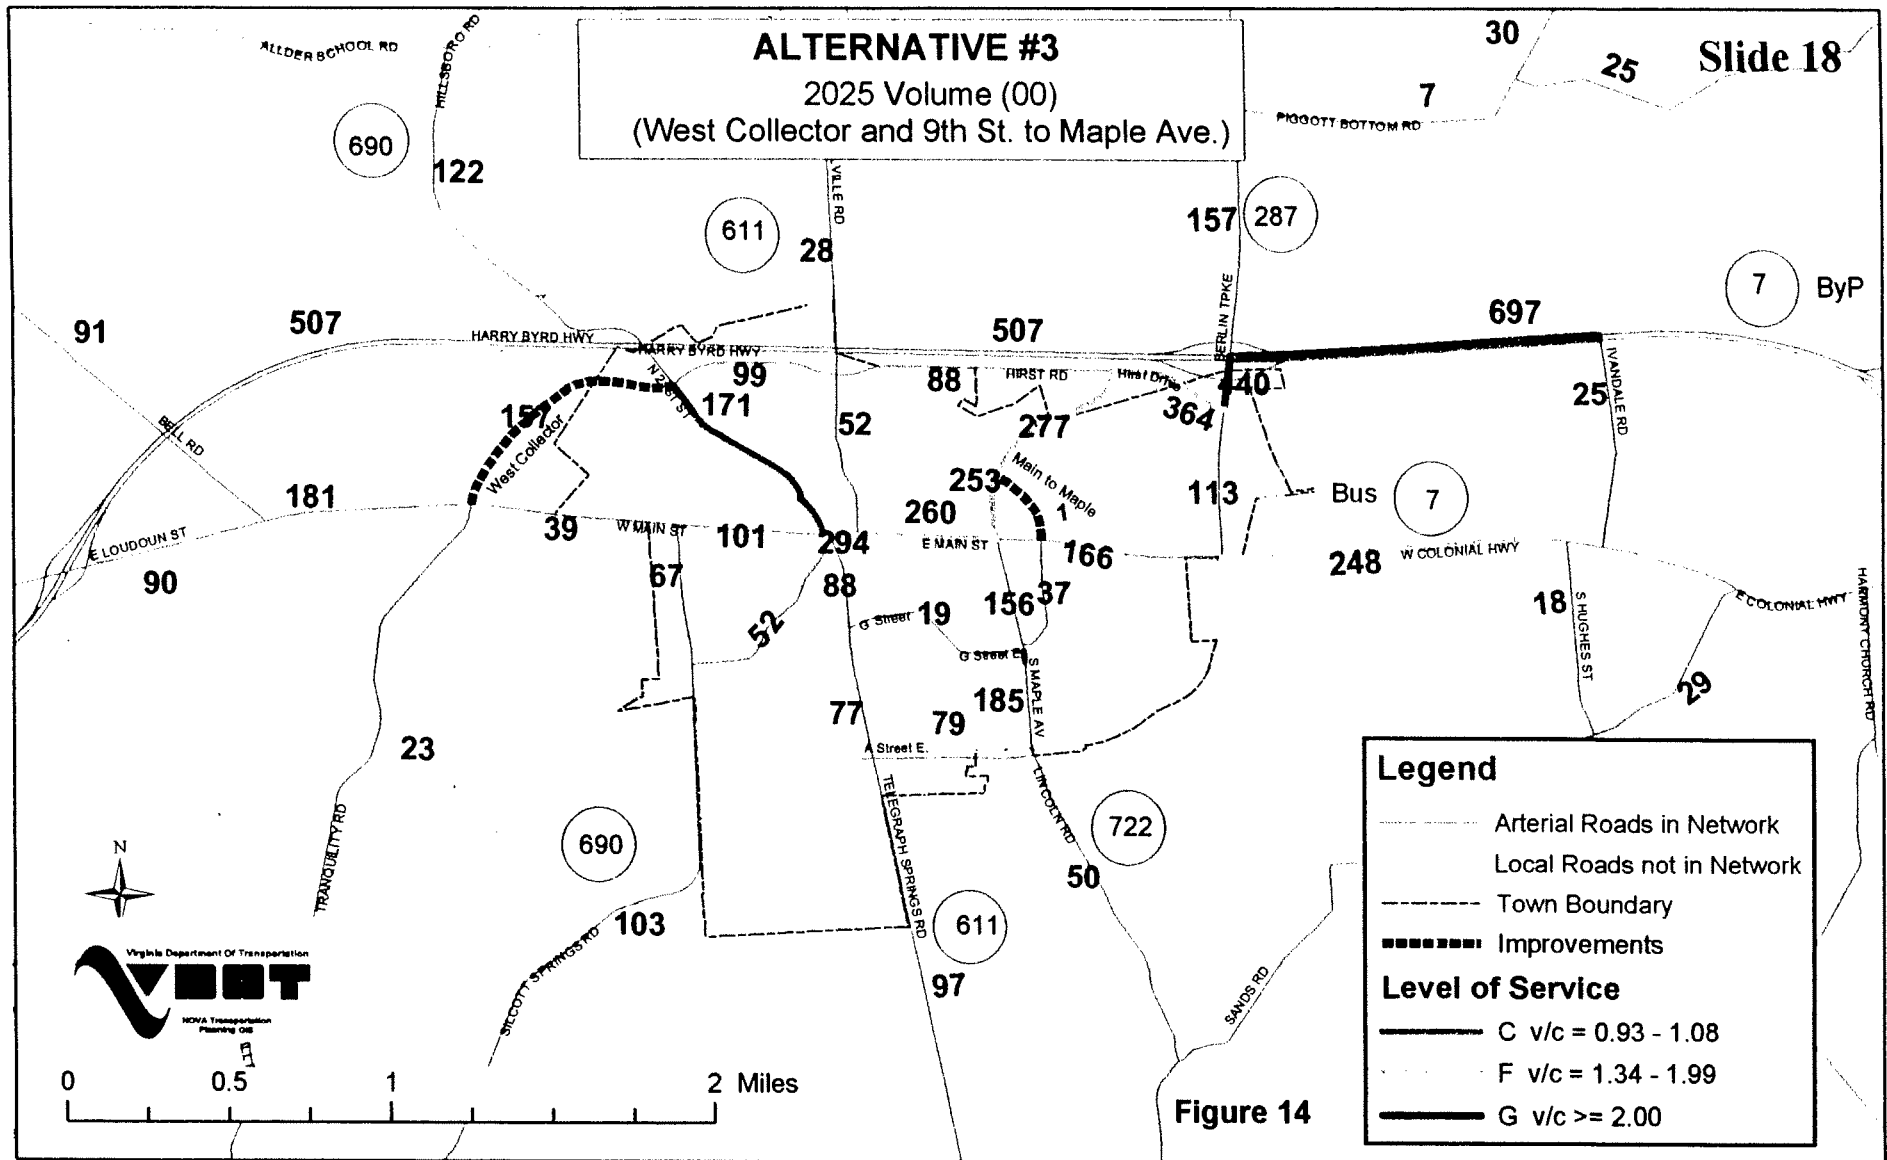 ALTERNATIVE #3
2025 Volume (00)
(West Collector and 9th St. to Maple Ave.)
Slide 18
30
25
7
PIGGOTT BOTTOM RD
ALLDER SCHOOL RD
HILLSBORO RD
690
122
611
VILLE RD
28
157
287
BERLIN TPKE
7
ByP
91
507
HARRY BYRD HWY
HARRY BYRD HWY
507
697
99
N 21ST ST
171
88
HIRST RD
Hirst Drive
440
364
25
IVANDALE RD
157
West Collector
52
277
BELL RD
253
Main to Maple
1
113
Bus
7
181
39
W MAIN ST
101
294
260
E MAIN ST
166
248
W COLONIAL HWY
E LOUDOUN ST
90
67
88
52
G Street
19
156
37
G Street E
18
S HUGHES ST
E COLONIAL HWY
HARMONY CHURCH RD
29
S MAPLE AV
185
77
79
A Street E.
23
TRANQUILITY RD
TELEGRAPH SPRINGS RD
LINCOLN RD
722
50
690
103
SILCOTT SPRINGS RD
611
97
SANDS RD
N
Virginia Department Of Transportation
VDOT
NOVA Transportation
Planning GIS
0 0.5 1 2 Miles
Figure 14
Legend
Arterial Roads in Network
Local Roads not in Network
Town Boundary
Improvements
Level of Service
C v/c = 0.93 - 1.08
F v/c = 1.34 - 1.99
G v/c >= 2.00